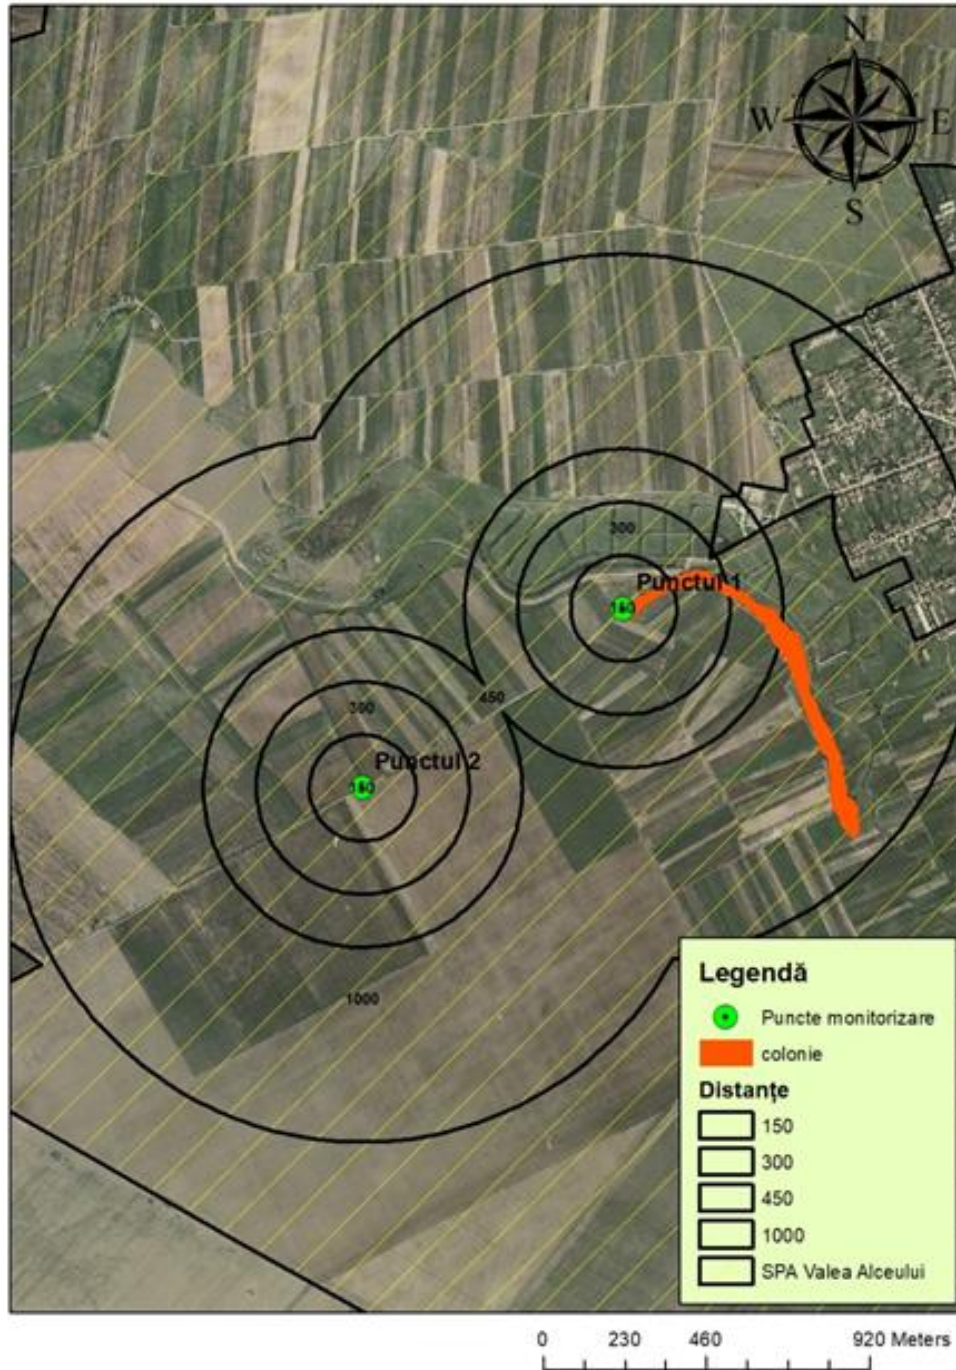 N
W E
S
300
Punctul 1
150
450
300
Punctul 2
150
1000
Legendă
Puncte monitorizare
colonie
Distanțe
150
300
450
1000
SPA Valea Alceului
0 230 460 920 Meters